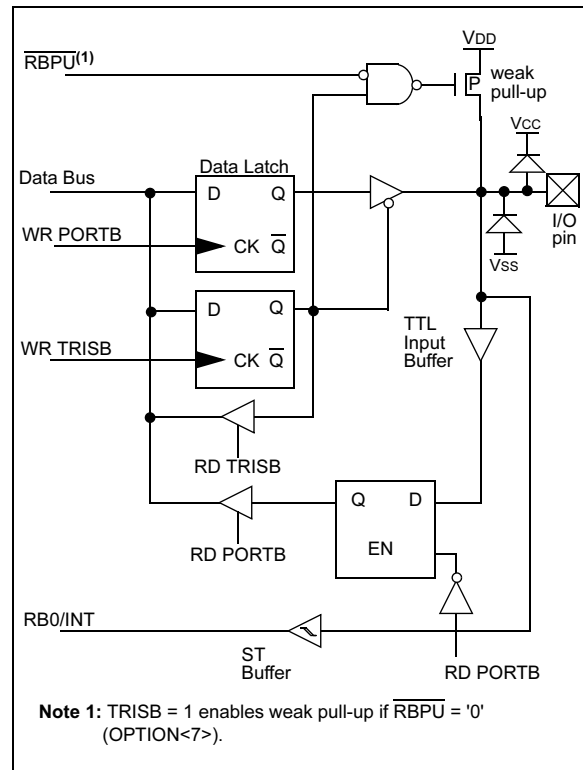 VDD
R̅B̅P̅U̅(1)
P
weak
pull-up
VCC
Data Latch
Data Bus
D Q
I/O
pin
WR PORTB
CK Q̅
VSS
D Q
TTL
Input
Buffer
WR TRISB
CK Q̅
RD TRISB
Q D
RD PORTB
EN
RB0/INT
ST
Buffer
RD PORTB
Note 1: TRISB = 1 enables weak pull-up if R̅B̅P̅U̅ = '0'
(OPTION<7>).